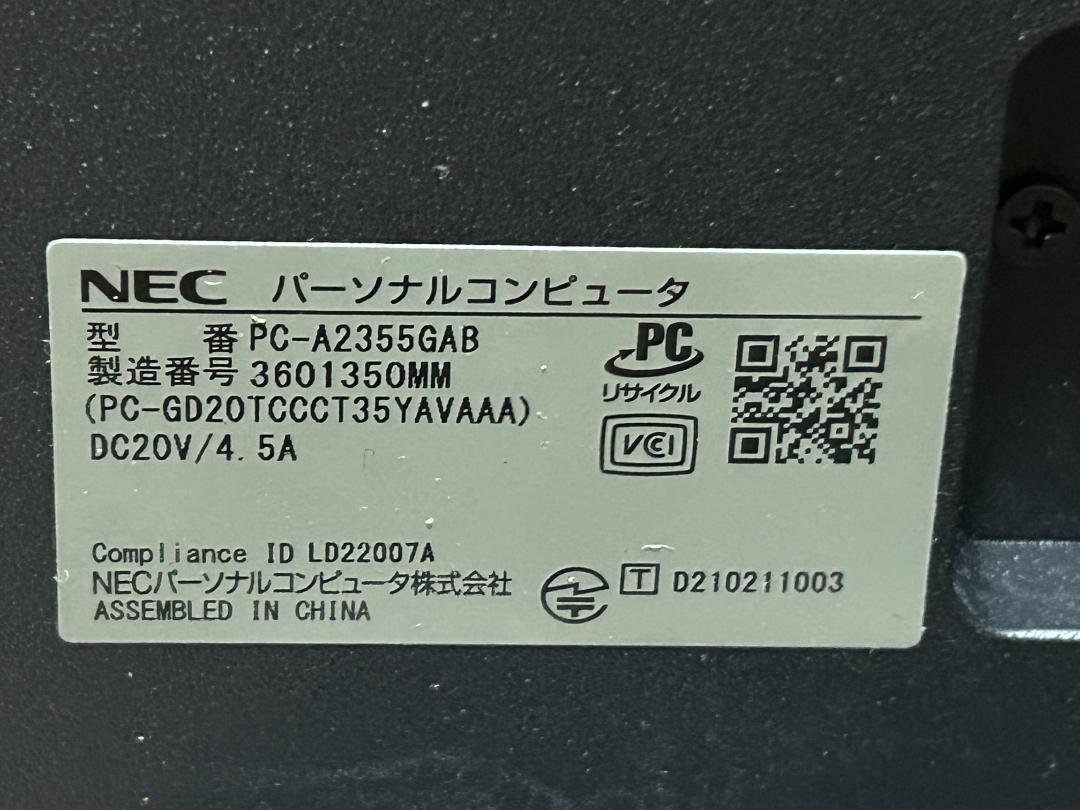 NEC パーソナルコンピュータ
型 番 PC-A2355GAB
製造番号 3601350MM
(PC-GD20TCCCT35YAVAAA)
DC20V/4.5A
PC
リサイクル
VCI
Compliance ID LD22007A
NECパーソナルコンピュータ株式会社
ASSEMBLED IN CHINA
T D210211003